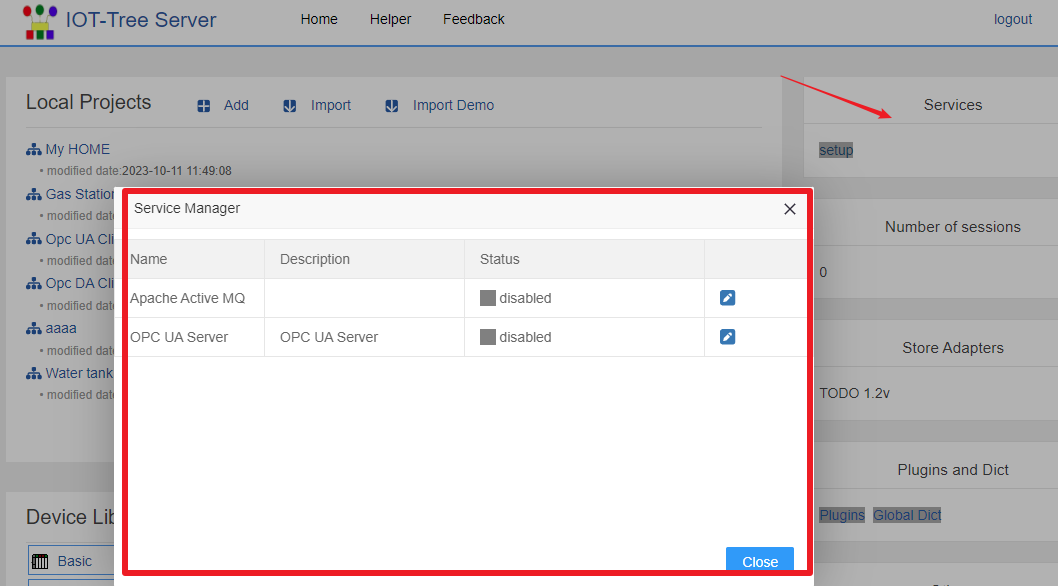 IOT-Tree Server Home Helper Feedback logout
Local Projects Add Import Import Demo
My HOME
• modified date:2023-10-11 11:49:08
Gas Station
• modified date
Opc UA Cli
• modified date
Opc DA Cli
• modified date
aaaa
• modified date
Water tank
• modified date
Device Lib
Basic
Service Manager
Name Description Status
Apache Active MQ disabled
OPC UA Server OPC UA Server disabled
Close
Services
setup
Number of sessions
0
Store Adapters
TODO 1.2v
Plugins and Dict
Plugins Global Dict